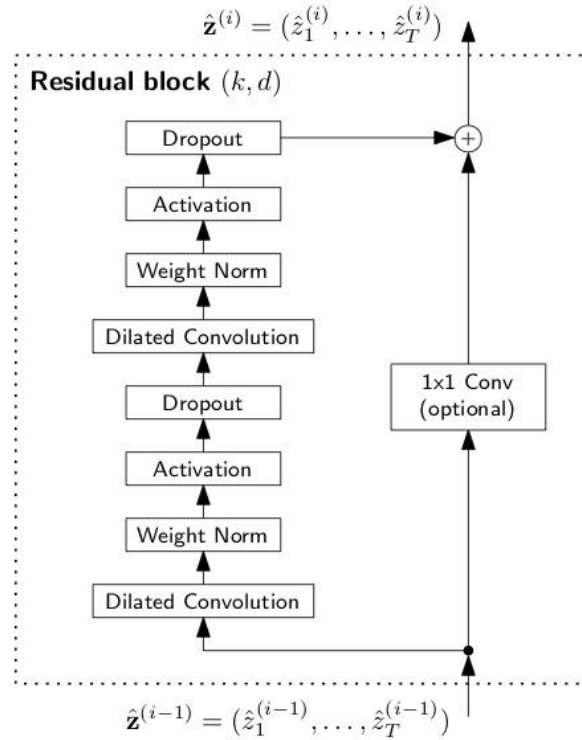 ẑ^{(i)} = (ẑ_1^{(i)}, . . . , ẑ_T^{(i)})
Residual block (k, d)
Dropout
+
Activation
Weight Norm
Dilated Convolution
1x1 Conv
(optional)
Dropout
Activation
Weight Norm
Dilated Convolution
ẑ^{(i−1)} = (ẑ_1^{(i−1)}, . . . , ẑ_T^{(i−1)})